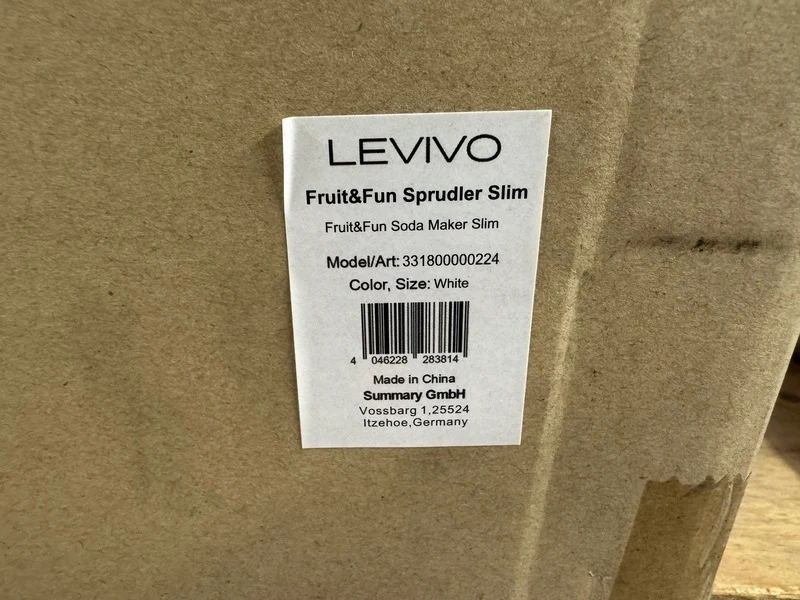 LEVIVO
Fruit&Fun Sprudler Slim
Fruit&Fun Soda Maker Slim
Model/Art: 331800000224
Color, Size: White
4 046228 283814
Made in China
Summary GmbH
Vossbarg 1,25524
Itzehoe,Germany